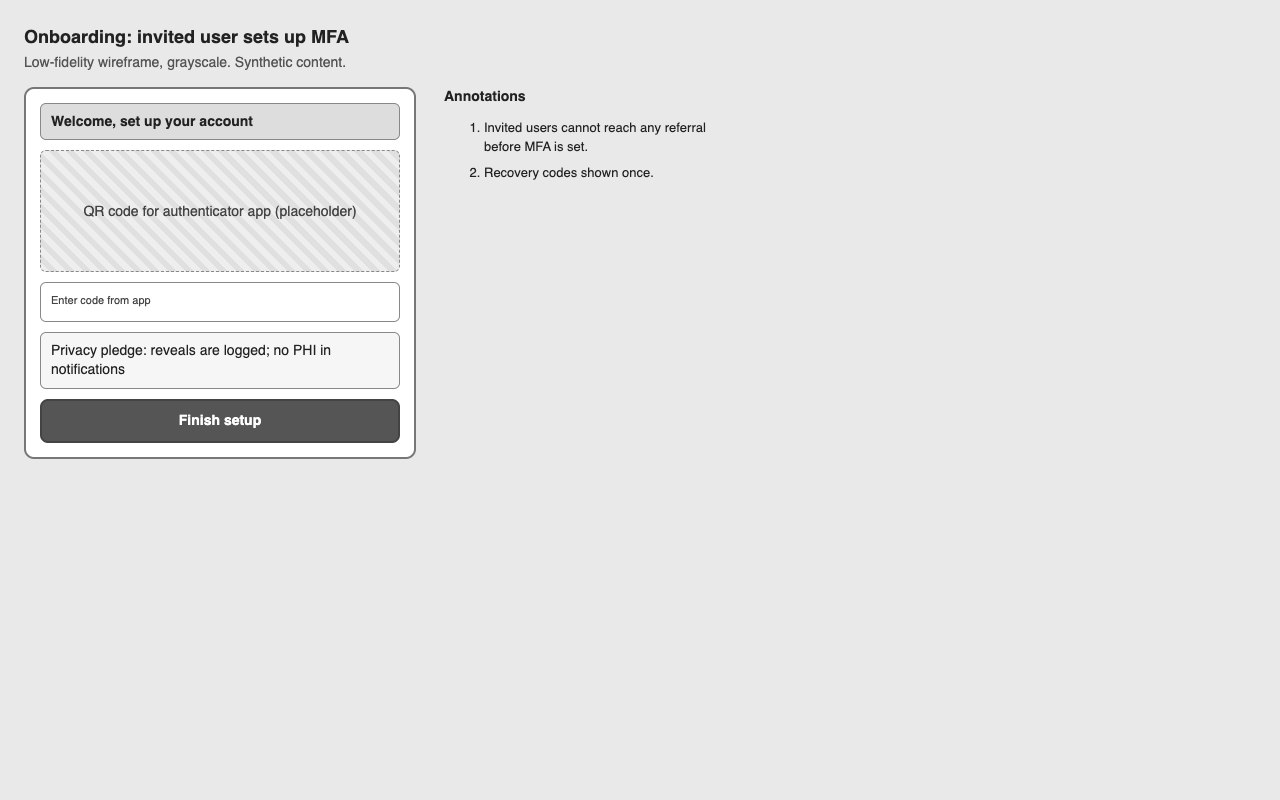 Onboarding: invited user sets up MFA
Low-fidelity wireframe, grayscale. Synthetic content.
Welcome, set up your account
QR code for authenticator app (placeholder)
Enter code from app
Privacy pledge: reveals are logged; no PHI in
notifications
Finish setup
Annotations
1. Invited users cannot reach any referral
before MFA is set.
2. Recovery codes shown once.